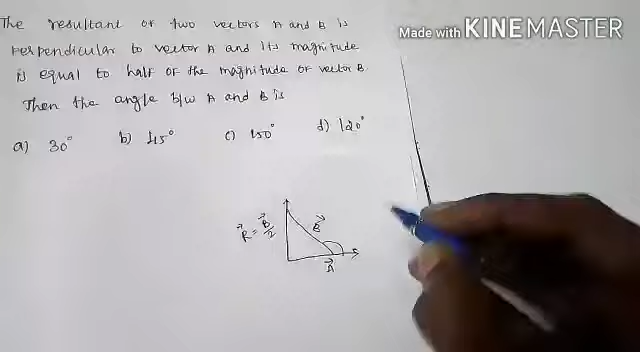 Made with KINEMASTER
The resultant of two vectors A and B is
perpendicular to vector A and its magnitude
is equal to half of the magnitude of vector B.
Then the angle b/w A and B is
a) 30° b) 45° c) 150° d) 120°
R⃗ = B⃗/2 B⃗
A⃗